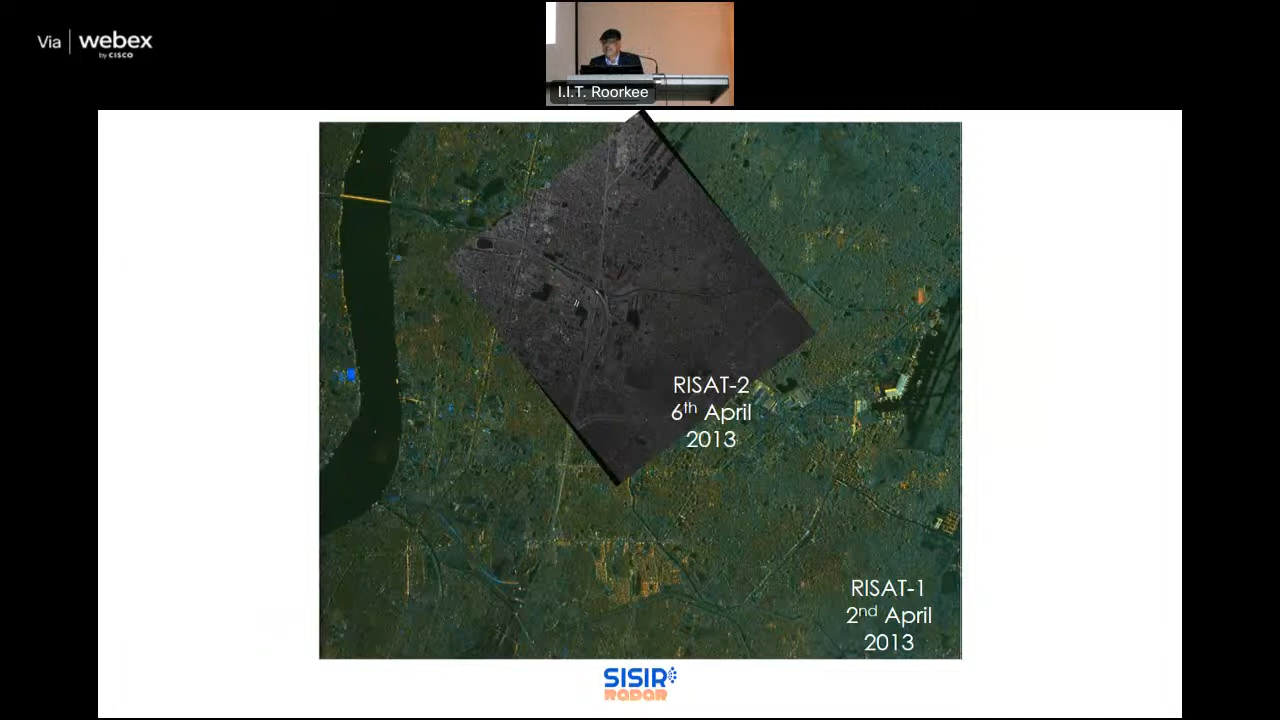 Via webex
by CISCO
I.I.T. Roorkee
RISAT-2
6th April
2013
RISAT-1
2nd April
2013
SISIR
RADAR